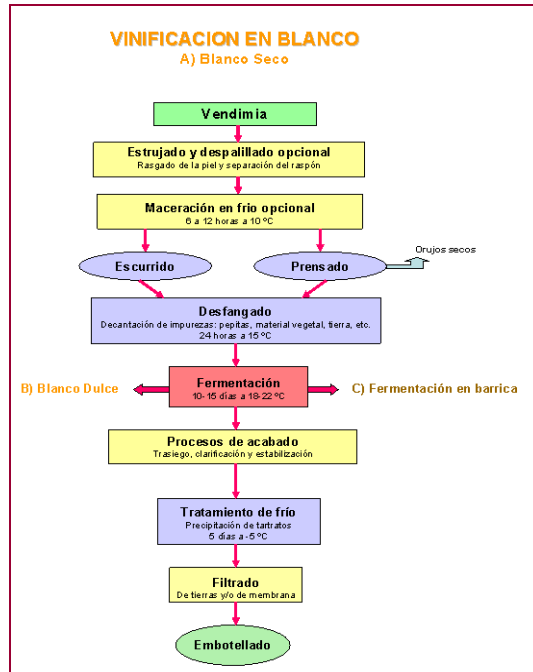 VINIFICACION EN BLANCO
A) Blanco Seco
Vendimia
Estrujado y despalillado opcional
Rasgado de la piel y separación del raspón
Maceración en frio opcional
6 a 12 horas a 10 ºC
Orujos secos
Escurrido
Prensado
Desfangado
Decantación de impurezas: pepitas, material vegetal, tierra, etc.
24 horas a 15 ºC
B) Blanco Dulce
Fermentación
10-15 días a 18-22 ºC
C) Fermentación en barrica
Procesos de acabado
Trasiego, clarificación y estabilización
Tratamiento de frío
Precipitación de tartratos
5 días a -5 ºC
Filtrado
De tierras y/o de membrana
Embotellado